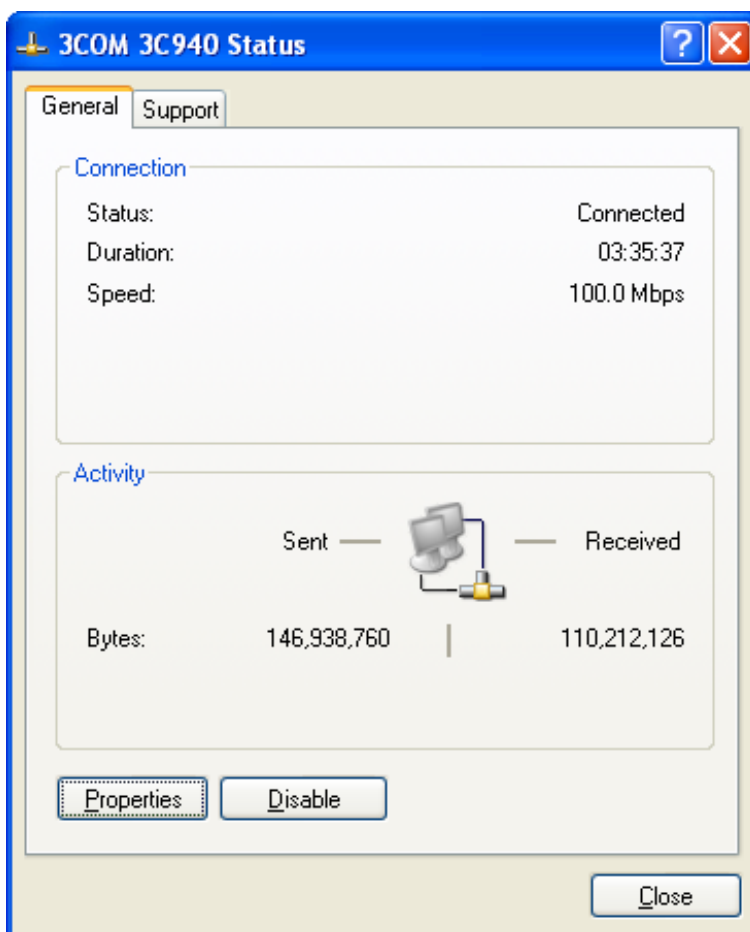 3COM 3C940 Status
General Support
Connection
Status: Connected
Duration: 03:35:37
Speed: 100.0 Mbps
Activity
Sent Received
Bytes: 146,938,760 110,212,126
Properties Disable
Close